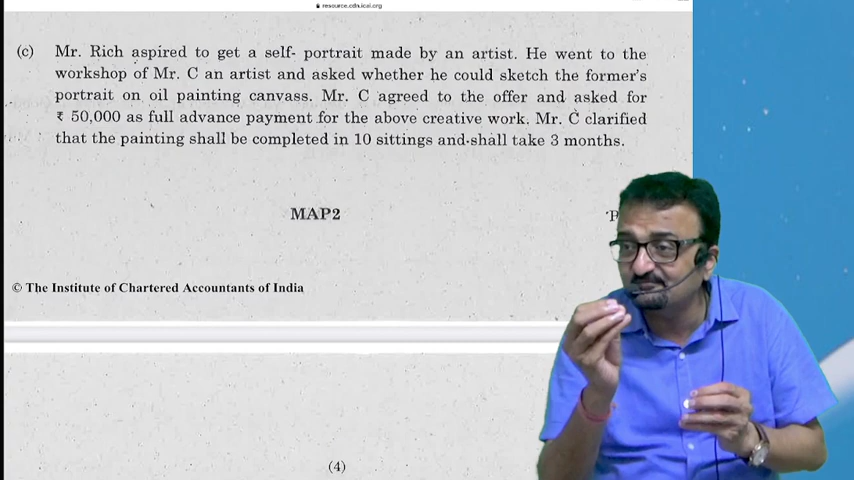 resource.cdn.icai.org
(c) Mr. Rich aspired to get a self- portrait made by an artist. He went to the
workshop of Mr. C an artist and asked whether he could sketch the former's
portrait on oil painting canvass. Mr. C agreed to the offer and asked for
₹ 50,000 as full advance payment for the above creative work. Mr. C clarified
that the painting shall be completed in 10 sittings and shall take 3 months.
MAP2
© The Institute of Chartered Accountants of India
(4)